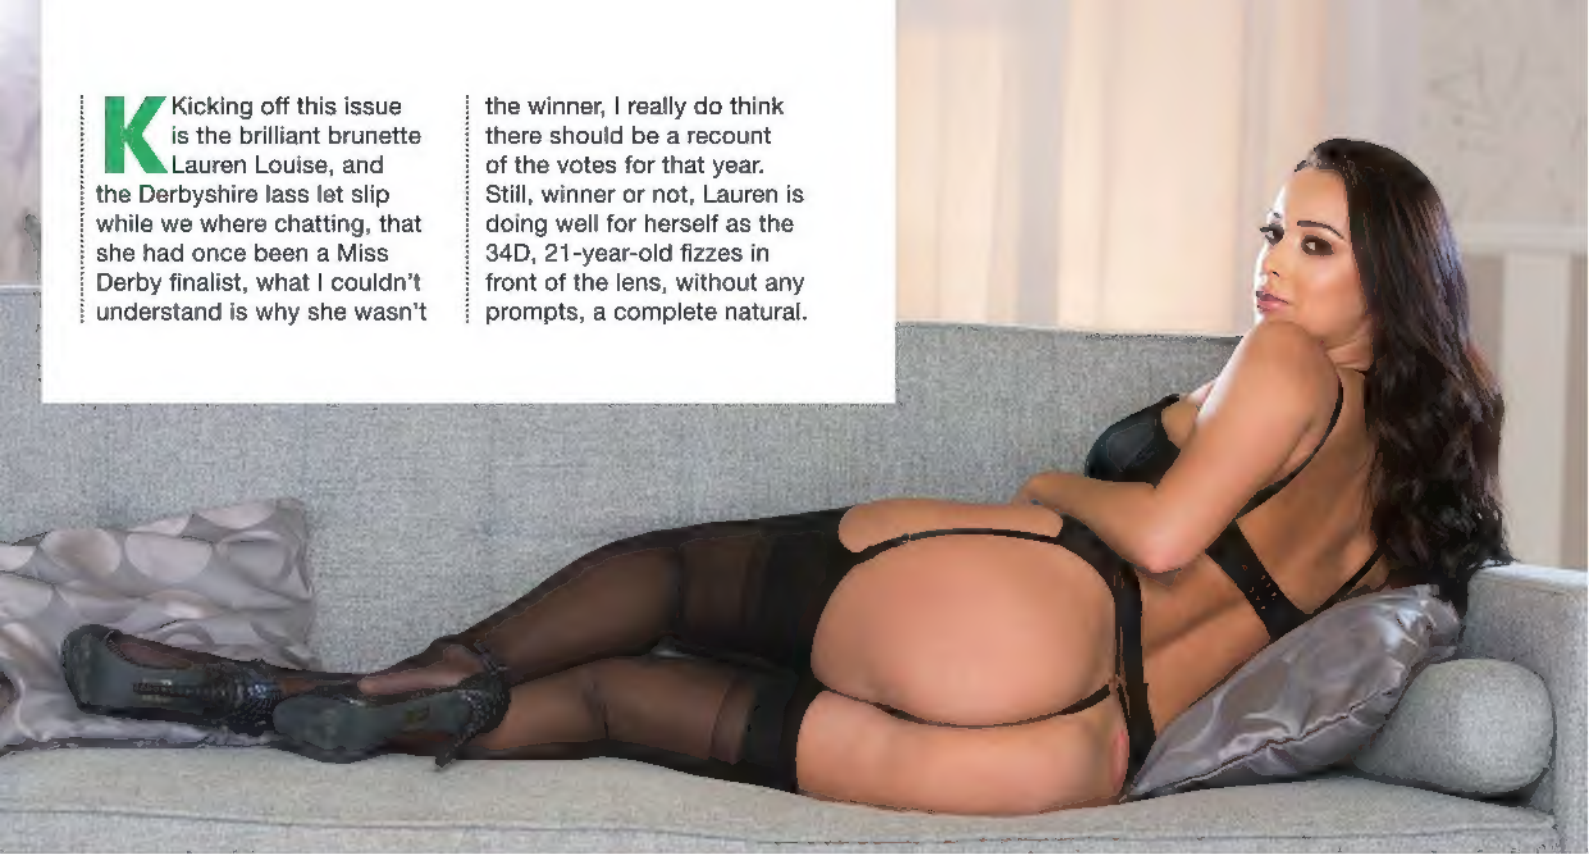 Kicking off this issue
is the brilliant brunette
Lauren Louise, and
the Derbyshire lass let slip
while we where chatting, that
she had once been a Miss
Derby finalist, what I couldn't
understand is why she wasn't
the winner, I really do think
there should be a recount
of the votes for that year.
Still, winner or not, Lauren is
doing well for herself as the
34D, 21-year-old fizzes in
front of the lens, without any
prompts, a complete natural.